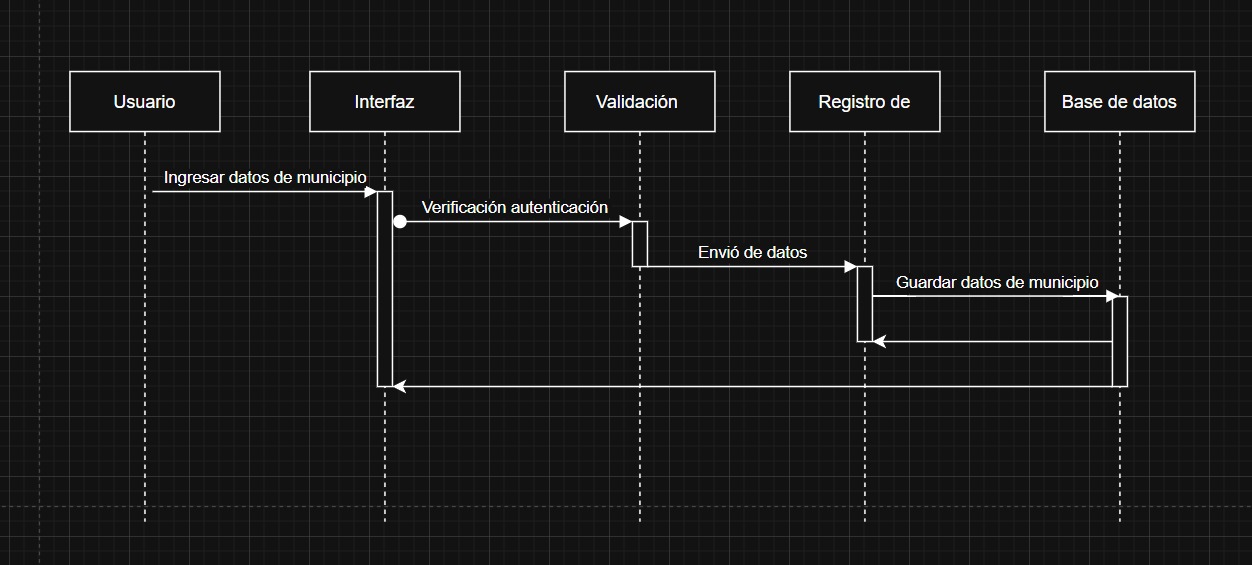 Usuario
Interfaz
Validación
Registro de
Base de datos
Ingresar datos de municipio
Verificación autenticación
Envió de datos
Guardar datos de municipio